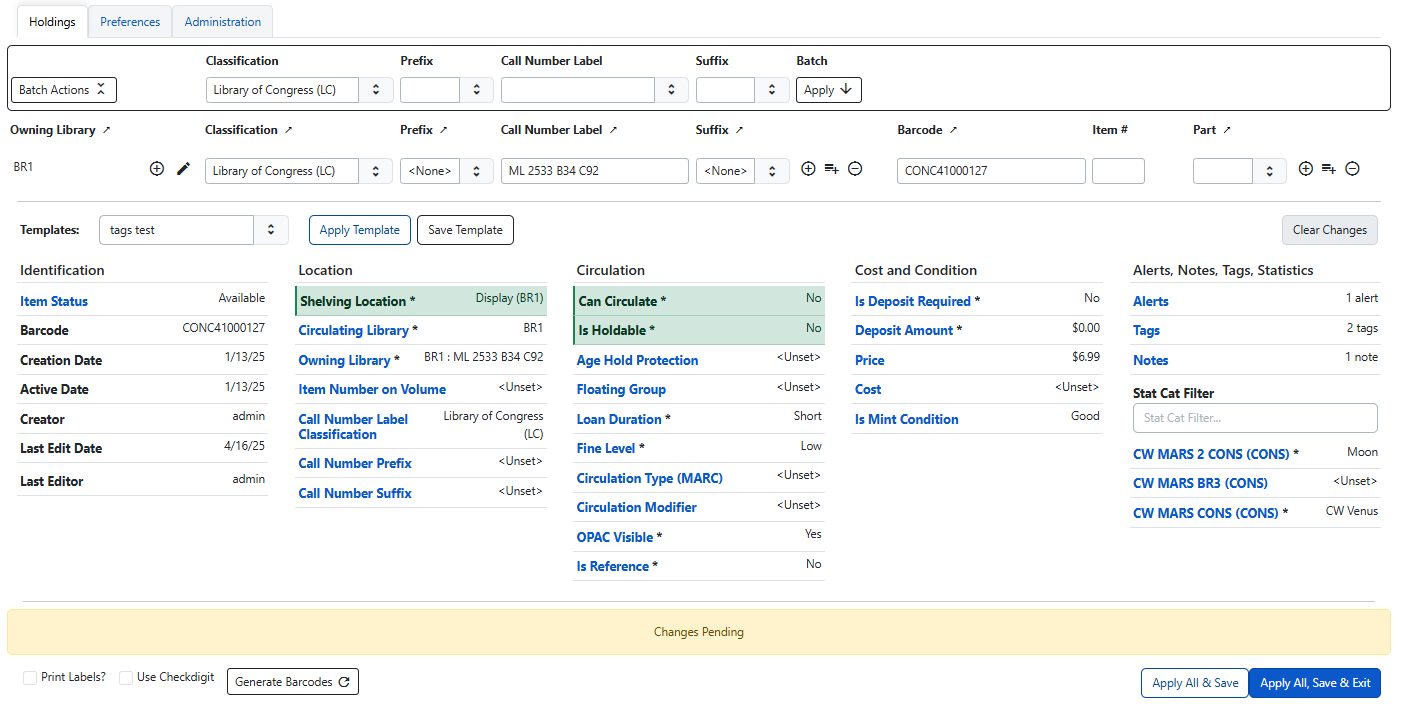 Holdings Preferences Administration
Classification Prefix Call Number Label Suffix Batch
Batch Actions Library of Congress (LC) Apply
Owning Library ↗ Classification ↗ Prefix ↗ Call Number Label ↗ Suffix ↗ Barcode ↗ Item # Part ↗
BR1 Library of Congress (LC) <None> ML 2533 B34 C92 <None> CONC41000127
Templates: tags test Apply Template Save Template Clear Changes
Identification
Item Status Available
Barcode CONC41000127
Creation Date 1/13/25
Active Date 1/13/25
Creator admin
Last Edit Date 4/16/25
Last Editor admin
Location
Shelving Location * Display (BR1)
Circulating Library * BR1
Owning Library * BR1 : ML 2533 B34 C92
Item Number on Volume <Unset>
Call Number Label Library of Congress
Classification (LC)
Call Number Prefix <Unset>
Call Number Suffix <Unset>
Circulation
Can Circulate * No
Is Holdable * No
Age Hold Protection <Unset>
Floating Group <Unset>
Loan Duration * Short
Fine Level * Low
Circulation Type (MARC) <Unset>
Circulation Modifier <Unset>
OPAC Visible * Yes
Is Reference * No
Cost and Condition
Is Deposit Required * No
Deposit Amount * $0.00
Price $6.99
Cost <Unset>
Is Mint Condition Good
Alerts, Notes, Tags, Statistics
Alerts 1 alert
Tags 2 tags
Notes 1 note
Stat Cat Filter
Stat Cat Filter...
CW MARS 2 CONS (CONS) * Moon
CW MARS BR3 (CONS) <Unset>
CW MARS CONS (CONS) * CW Venus
Changes Pending
Print Labels? Use Checkdigit Generate Barcodes Apply All & Save Apply All, Save & Exit